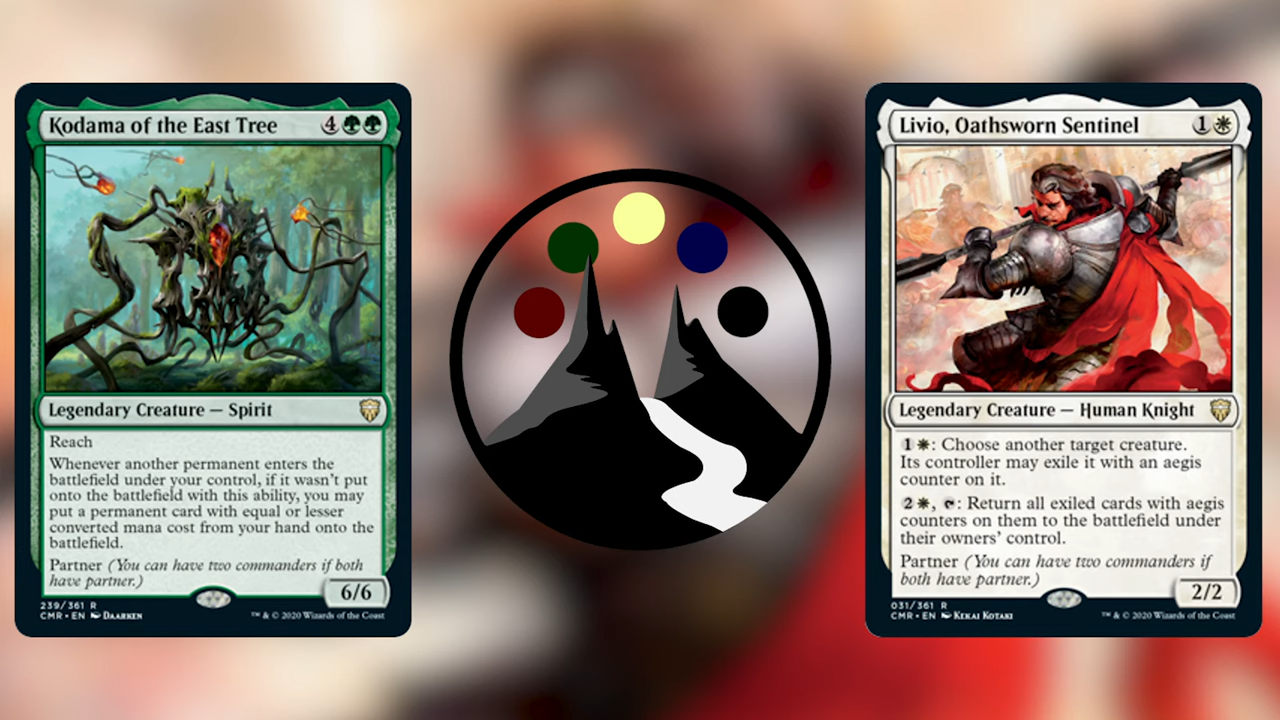 Kodama of the East Tree 4
Legendary Creature — Spirit
Reach
Whenever another permanent enters the
battlefield under your control, if it wasn't put
onto the battlefield with this ability, you may
put a permanent card with equal or lesser
converted mana cost from your hand onto the
battlefield.
Partner (You can have two commanders if both
have partner.)
6/6
239/361 R
CMR • EN DAARKEN
™ & © 2020 Wizards of the Coast
Livio, Oathsworn Sentinel 1
Legendary Creature — Human Knight
1 : Choose another target creature.
Its controller may exile it with an aegis
counter on it.
2 , : Return all exiled cards with aegis
counters on them to the battlefield under
their owners' control.
Partner (You can have two commanders if
both have partner.)
2/2
031/361 R
CMR • EN KEKAI KOTAKI
™ & © 2020 Wizards of the Coast